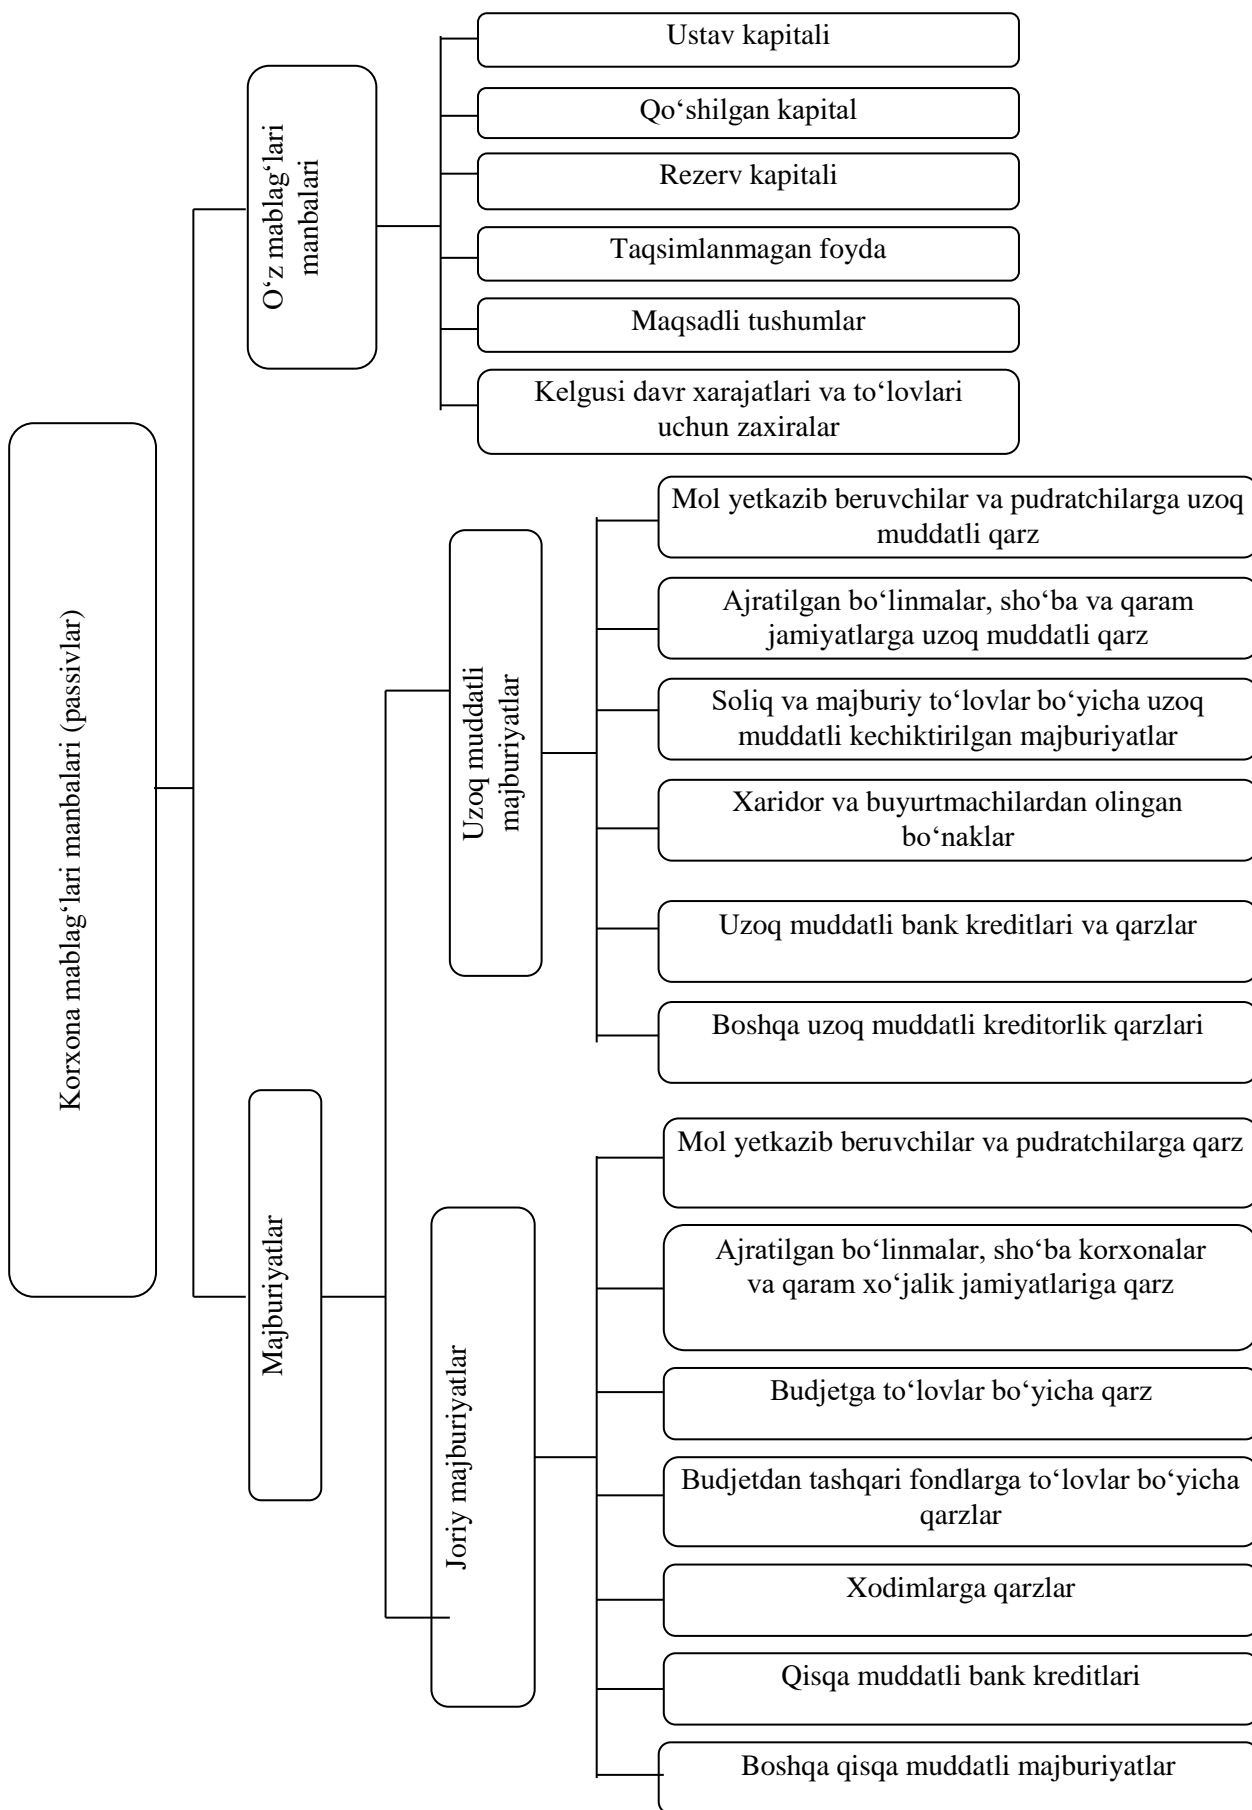 Korxona mablag‘lari manbalari (passivlar)
O‘z mablag‘lari
manbalari
Ustav kapitali
Qo‘shilgan kapital
Rezerv kapitali
Taqsimlanmagan foyda
Maqsadli tushumlar
Kelgusi davr xarajatlari va to‘lovlari
uchun zaxiralar
Majburiyatlar
Uzoq muddatli
majburiyatlar
Mol yetkazib beruvchilar va pudratchilarga uzoq
muddatli qarz
Ajratilgan bo‘linmalar, sho‘ba va qaram
jamiyatlarga uzoq muddatli qarz
Soliq va majburiy to‘lovlar bo‘yicha uzoq
muddatli kechiktirilgan majburiyatlar
Xaridor va buyurtmachilardan olingan
bo‘naklar
Uzoq muddatli bank kreditlari va qarzlar
Boshqa uzoq muddatli kreditorlik qarzlari
Joriy majburiyatlar
Mol yetkazib beruvchilar va pudratchilarga qarz
Ajratilgan bo‘linmalar, sho‘ba korxonalar
va qaram xo‘jalik jamiyatlariga qarz
Budjetga to‘lovlar bo‘yicha qarz
Budjetdan tashqari fondlarga to‘lovlar bo‘yicha
qarzlar
Xodimlarga qarzlar
Qisqa muddatli bank kreditlari
Boshqa qisqa muddatli majburiyatlar